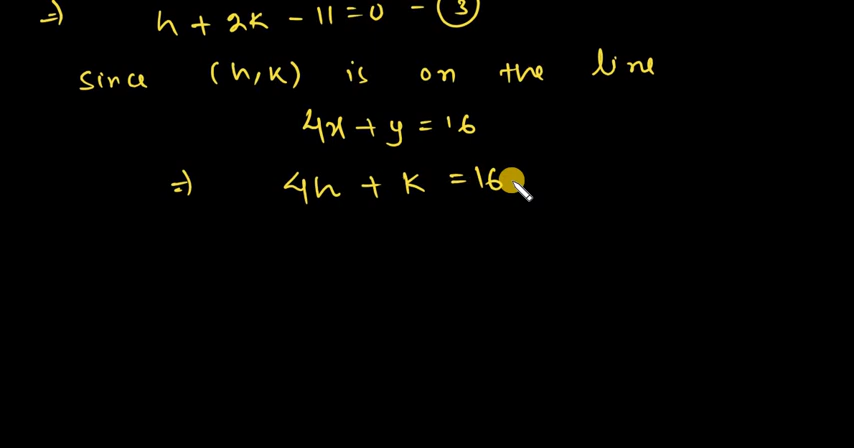 =) h + 2k - 11 = 0 - ③
Since (h,k) is on the line
4x + y = 16
=) 4h + k = 16